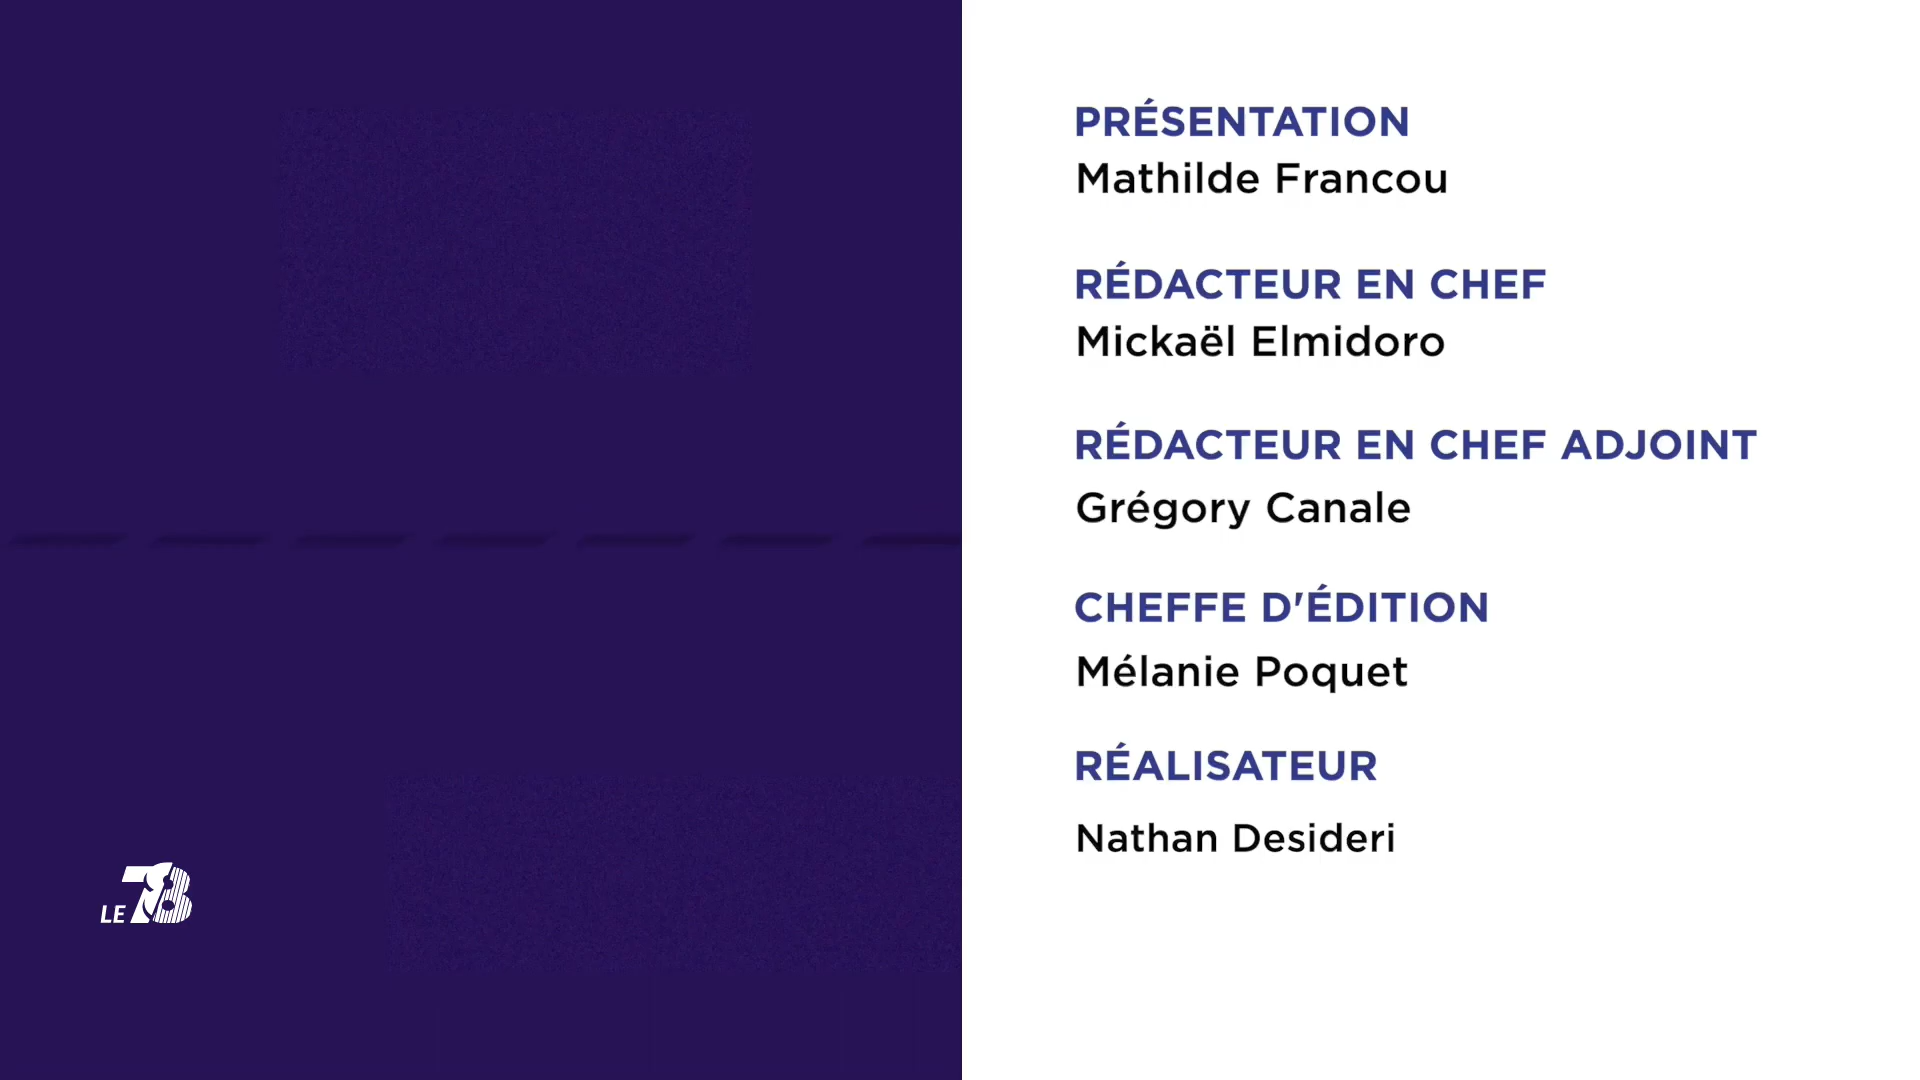 PRÉSENTATION
Mathilde Francou
RÉDACTEUR EN CHEF
Mickaël Elmidoro
RÉDACTEUR EN CHEF ADJOINT
Grégory Canale
CHEFFE D'ÉDITION
Mélanie Poquet
RÉALISATEUR
Nathan Desideri
LE 78